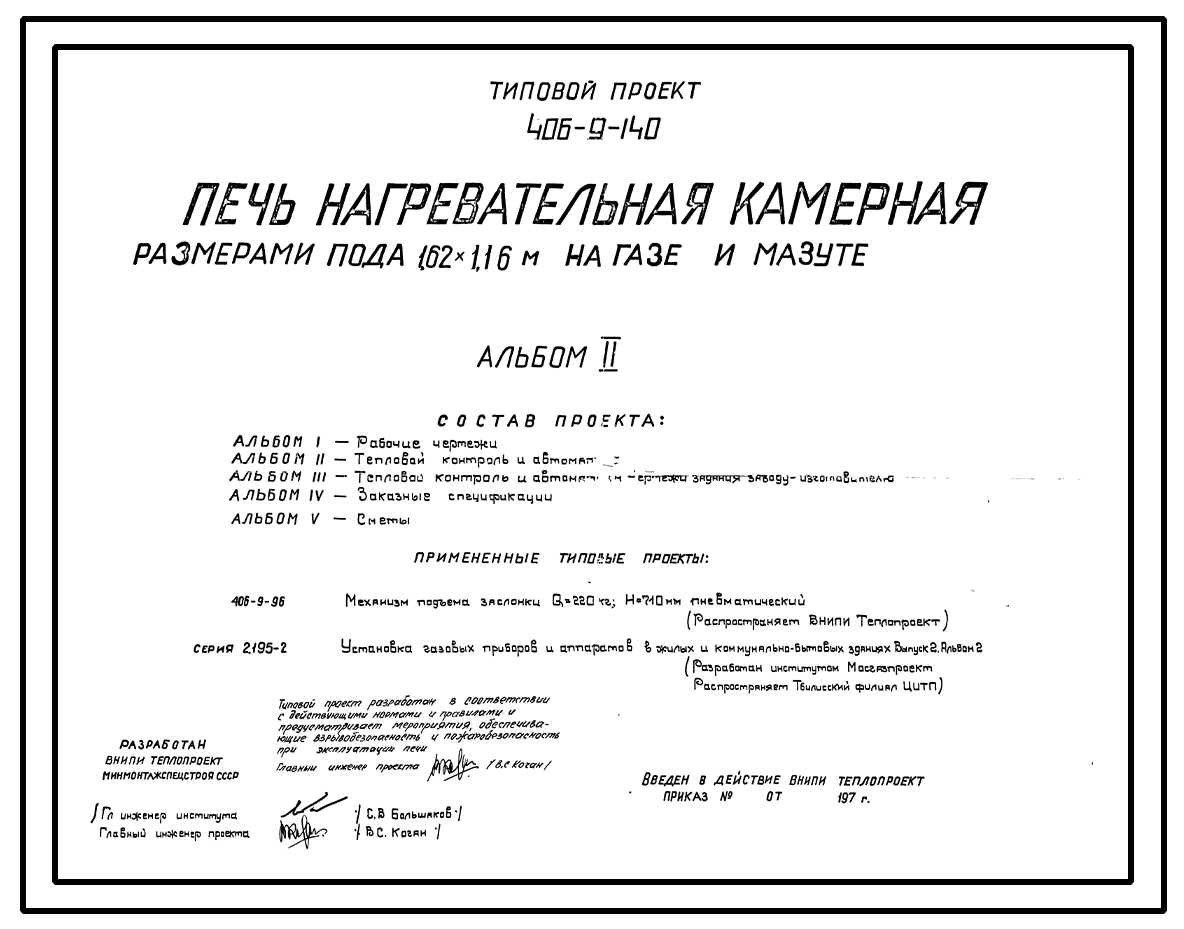 ТИПОВОЙ ПРОЕКТ
406-9-140
ПЕЧЬ НАГРЕВАТЕЛЬНАЯ КАМЕРНАЯ
РАЗМЕРАМИ ПОДА 1,62×1,16 м НА ГАЗЕ И МАЗУТЕ
АЛЬБОМ II
СОСТАВ ПРОЕКТА:
АЛЬБОМ I — Рабочие чертежи
АЛЬБОМ II — Тепловой контроль и автомат
АЛЬБОМ III — Тепловой контроль и автомат чертежи задания заводу-изготовителю
АЛЬБОМ IV — Заказные спецификации
АЛЬБОМ V — Сметы
ПРИМЕНЕННЫЕ ТИПОВЫЕ ПРОЕКТЫ:
406-9-96 Механизм подъема заслонки Q=220 кг; H=710 мм пневматический
(Распространяет ВНИПИ Теплопроект)
СЕРИЯ 2.195-2 Установка газовых приборов и аппаратов в жилых и коммунально-бытовых зданиях Выпуск 2, Альбом 2
(Разработан институтом Мосгазпроект
Распространяет Тбилисский филиал ЦИТП)
Типовой проект разработан в соответствии
с действующими нормами и правилами и
предусматривает мероприятия, обеспечива-
ющие взрывобезопасность и пожаробезопасность
при эксплуатации печи
Главный инженер проекта /В.С Коган/
РАЗРАБОТАН
ВНИПИ ТЕПЛОПРОЕКТ
МИНМОНТАЖСПЕЦСТРОЯ СССР
Гл инженер института /С.В Большаков/
Главный инженер проекта /В С. Коган/
ВВЕДЕН В ДЕЙСТВИЕ ВНИПИ ТЕПЛОПРОЕКТ
ПРИКАЗ № ОТ 197 г.